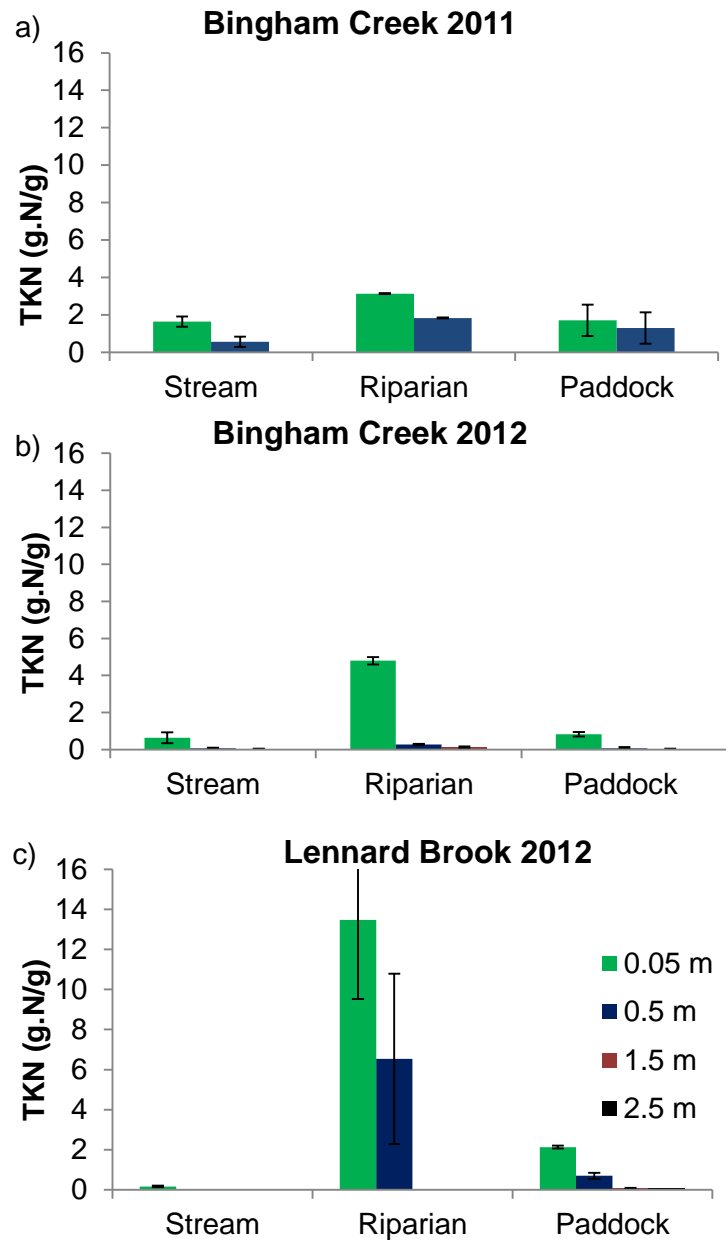 a)
Bingham Creek 2011
16
14
12
10
8
6
4
2
0
TKN (g.N/g)
Stream Riparian Paddock
b)
Bingham Creek 2012
16
14
12
10
8
6
4
2
0
TKN (g.N/g)
Stream Riparian Paddock
c)
Lennard Brook 2012
16
14
12
10
8
6
4
2
0
TKN (g.N/g)
0.05 m
0.5 m
1.5 m
2.5 m
Stream Riparian Paddock